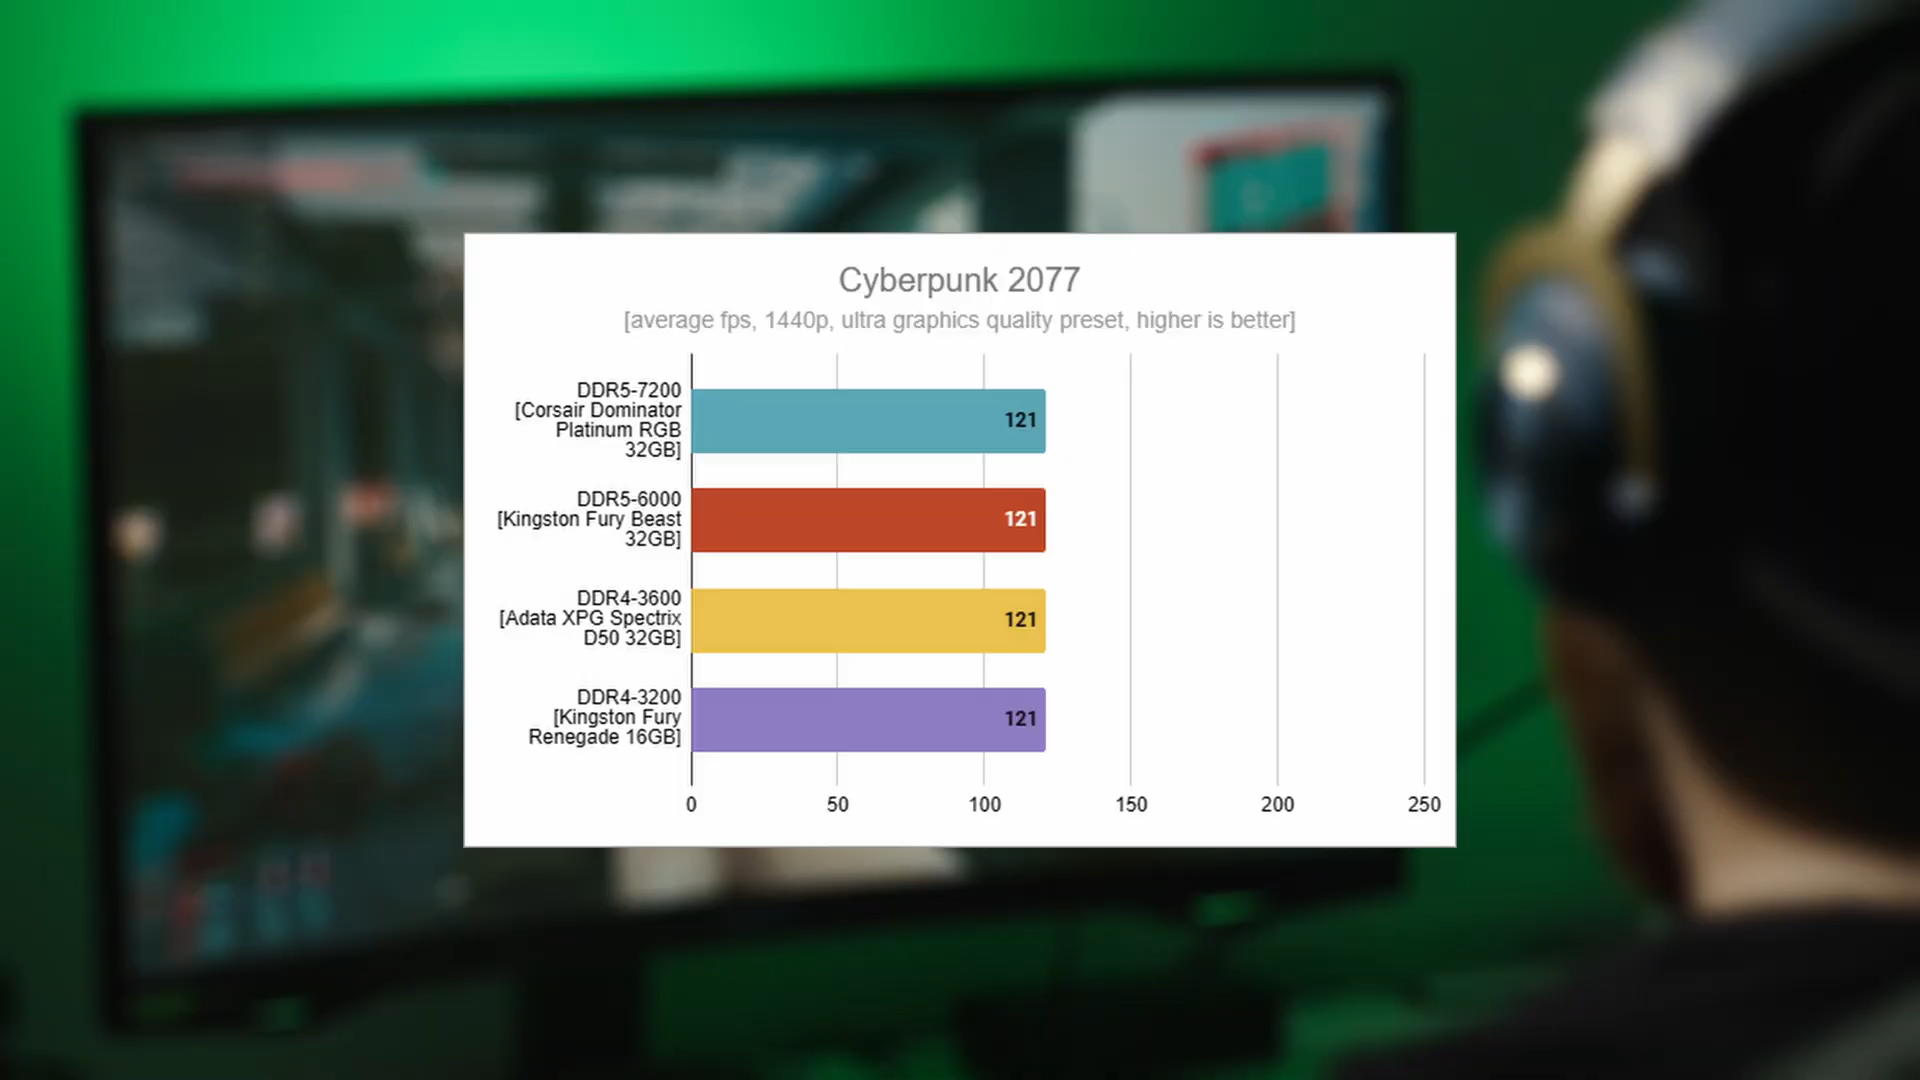 Cyberpunk 2077
[average fps, 1440p, ultra graphics quality preset, higher is better]
DDR5-7200
[Corsair Dominator
Platinum RGB
32GB]
121
DDR5-6000
[Kingston Fury Beast
32GB]
121
DDR4-3600
[Adata XPG Spectrix
D50 32GB]
121
DDR4-3200
[Kingston Fury
Renegade 16GB]
121
0 50 100 150 200 250